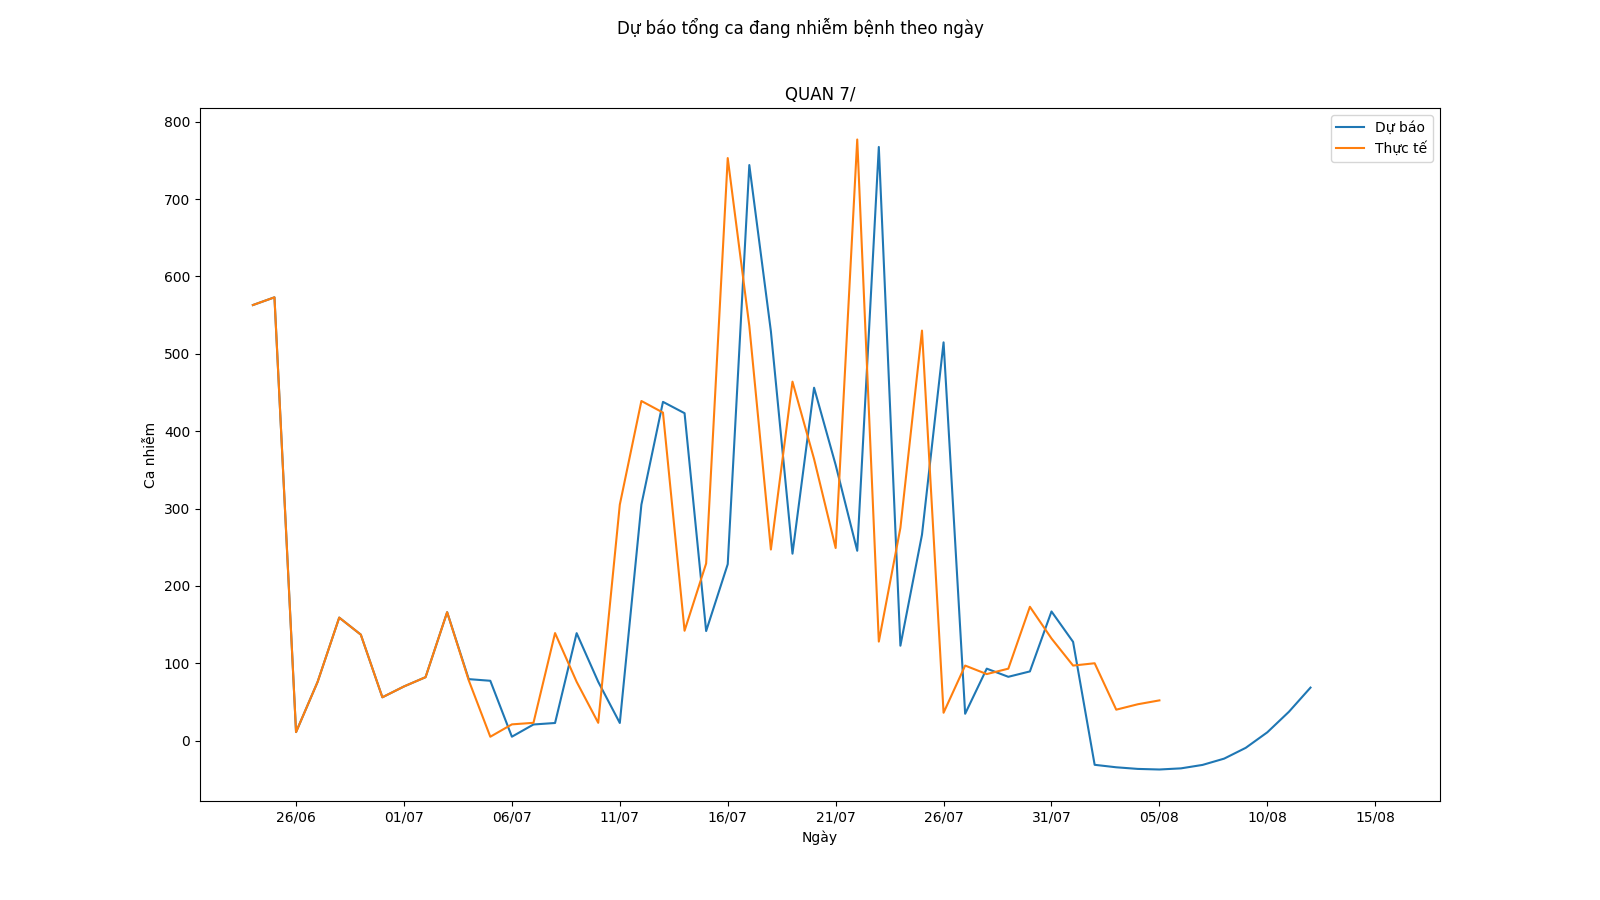 Dự báo tổng ca đang nhiễm bệnh theo ngày
QUAN 7/
Dự báo
Thực tế
Ca nhiễm
800
700
600
500
400
300
200
100
0
26/06 01/07 06/07 11/07 16/07 21/07 26/07 31/07 05/08 10/08 15/08
Ngày